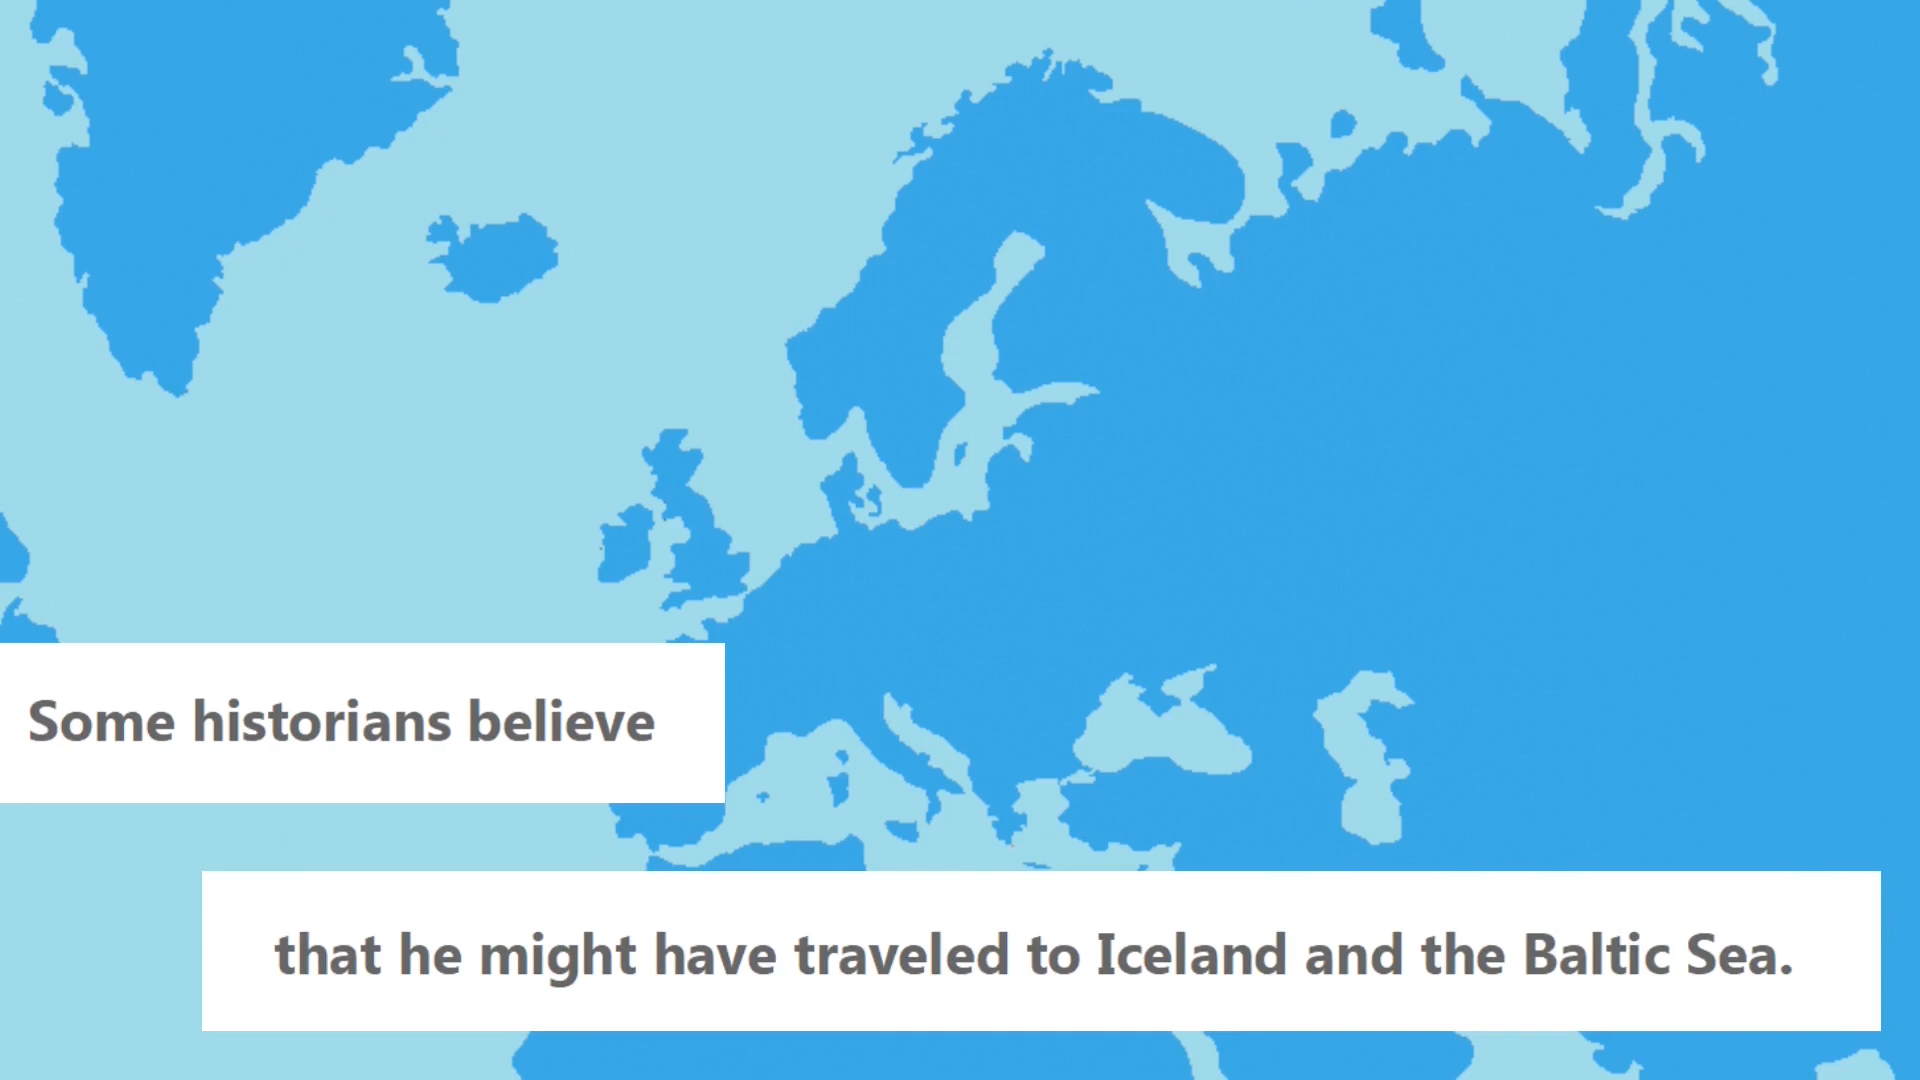 Some historians believe
that he might have traveled to Iceland and the Baltic Sea.